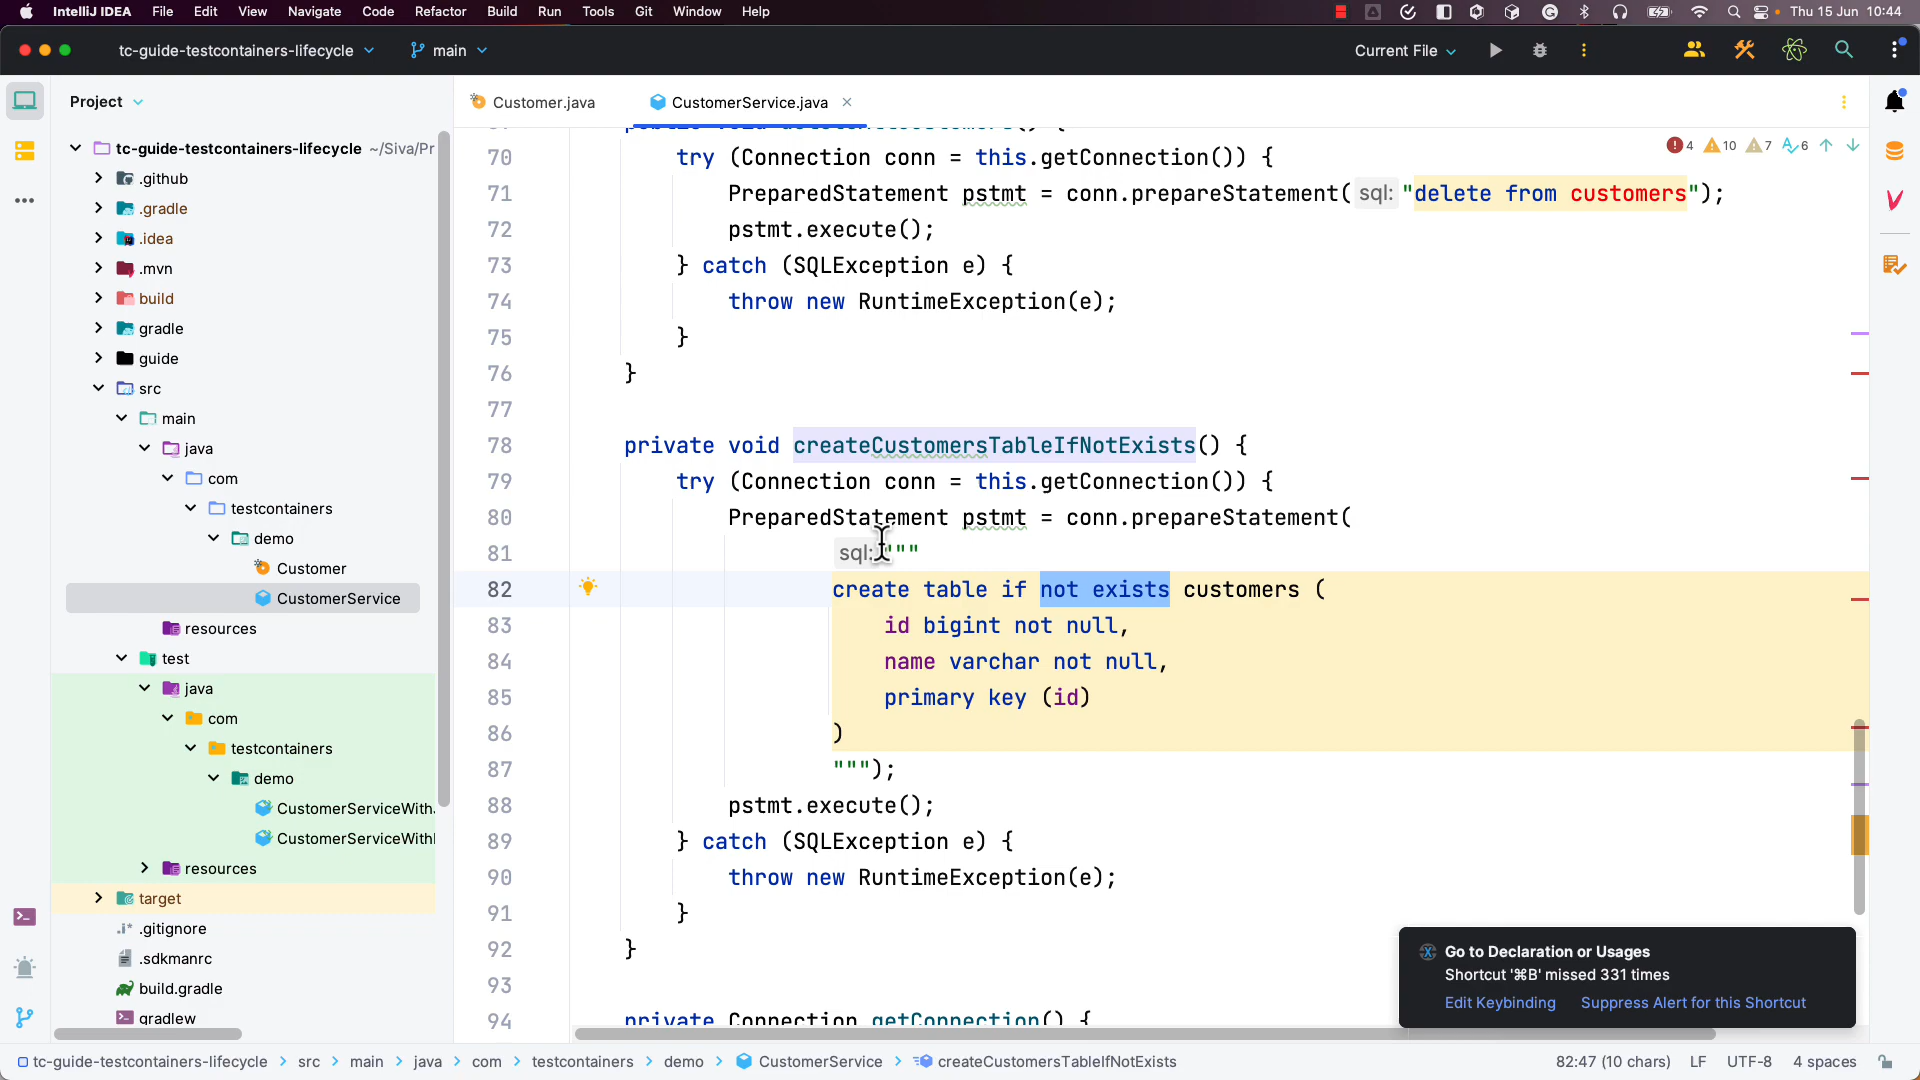 IntelliJ IDEA File Edit View Navigate Code Refactor Build Run Tools Git Window Help Thu 15 Jun 10:44
tc-guide-testcontainers-lifecycle main Current File
Project
Customer.java CustomerService.java
4 10 7 6
tc-guide-testcontainers-lifecycle ~/Siva/Pr
.github
.gradle
.idea
.mvn
build
gradle
guide
src
main
java
com
testcontainers
demo
Customer
CustomerService
resources
test
java
com
testcontainers
demo
CustomerServiceWith
CustomerServiceWith
resources
target
.gitignore
.sdkmanrc
build.gradle
gradlew
70 try (Connection conn = this.getConnection()) {
71 PreparedStatement pstmt = conn.prepareStatement( sql: "delete from customers");
72 pstmt.execute();
73 } catch (SQLException e) {
74 throw new RuntimeException(e);
75 }
76 }
77
78 private void createCustomersTableIfNotExists() {
79 try (Connection conn = this.getConnection()) {
80 PreparedStatement pstmt = conn.prepareStatement(
81 sql: """
82 create table if not exists customers (
83 id bigint not null,
84 name varchar not null,
85 primary key (id)
86 )
87 """);
88 pstmt.execute();
89 } catch (SQLException e) {
90 throw new RuntimeException(e);
91 }
92 }
93
94 private Connection getConnection() {
Go to Declaration or Usages
Shortcut '⌘B' missed 331 times
Edit Keybinding Suppress Alert for this Shortcut
tc-guide-testcontainers-lifecycle > src > main > java > com > testcontainers > demo > CustomerService > createCustomersTableIfNotExists 82:47 (10 chars) LF UTF-8 4 spaces